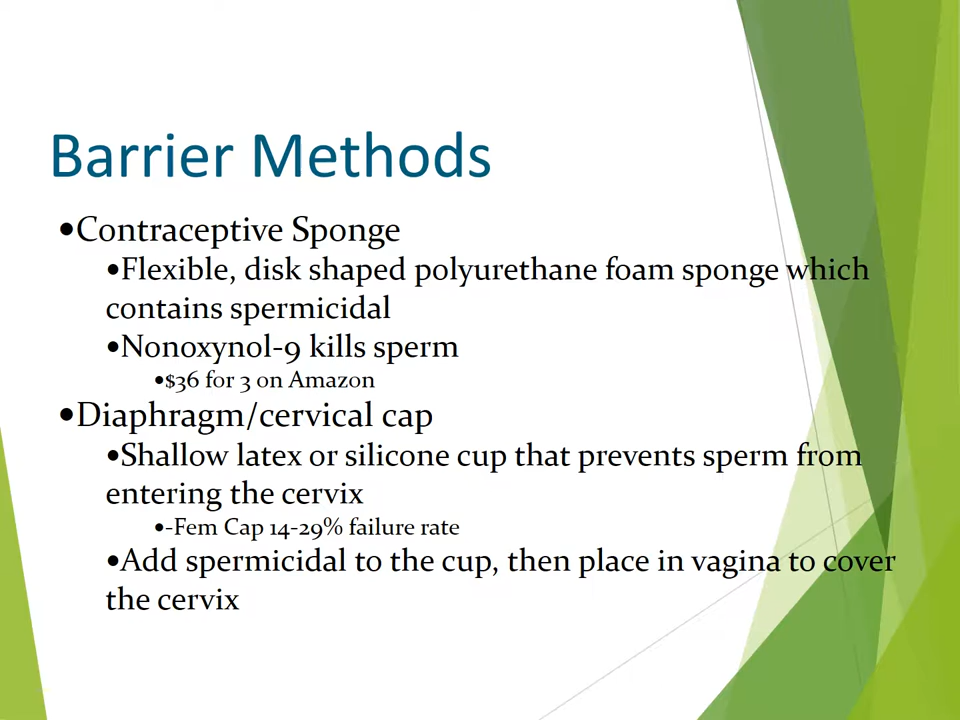 Barrier Methods
•Contraceptive Sponge
•Flexible, disk shaped polyurethane foam sponge which
contains spermicidal
•Nonoxynol-9 kills sperm
•$36 for 3 on Amazon
•Diaphragm/cervical cap
•Shallow latex or silicone cup that prevents sperm from
entering the cervix
•-Fem Cap 14-29% failure rate
•Add spermicidal to the cup, then place in vagina to cover
the cervix